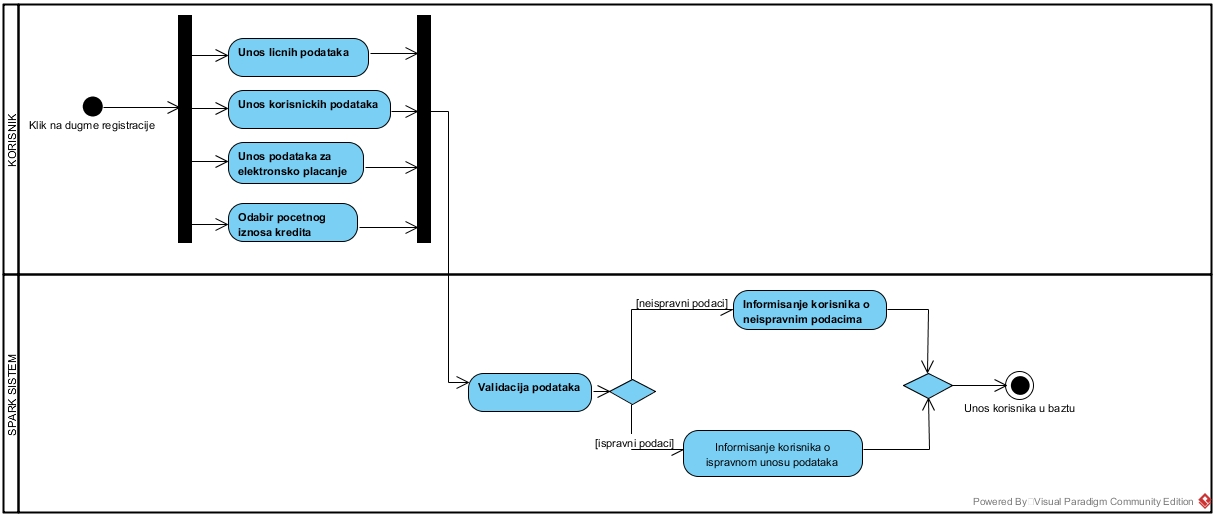 KORISNIK
Klik na dugme registracije
Unos licnih podataka
Unos korisnickih podataka
Unos podataka za
elektronsko placanje
Odabir pocetnog
iznosa kredita
SPARK SISTEM
Validacija podataka
[neispravni podaci]
Informisanje korisnika o
neispravnim podacima
[ispravni podaci]
Informisanje korisnika o
ispravnom unosu podataka
Unos korisnika u baztu
Powered By Visual Paradigm Community Edition